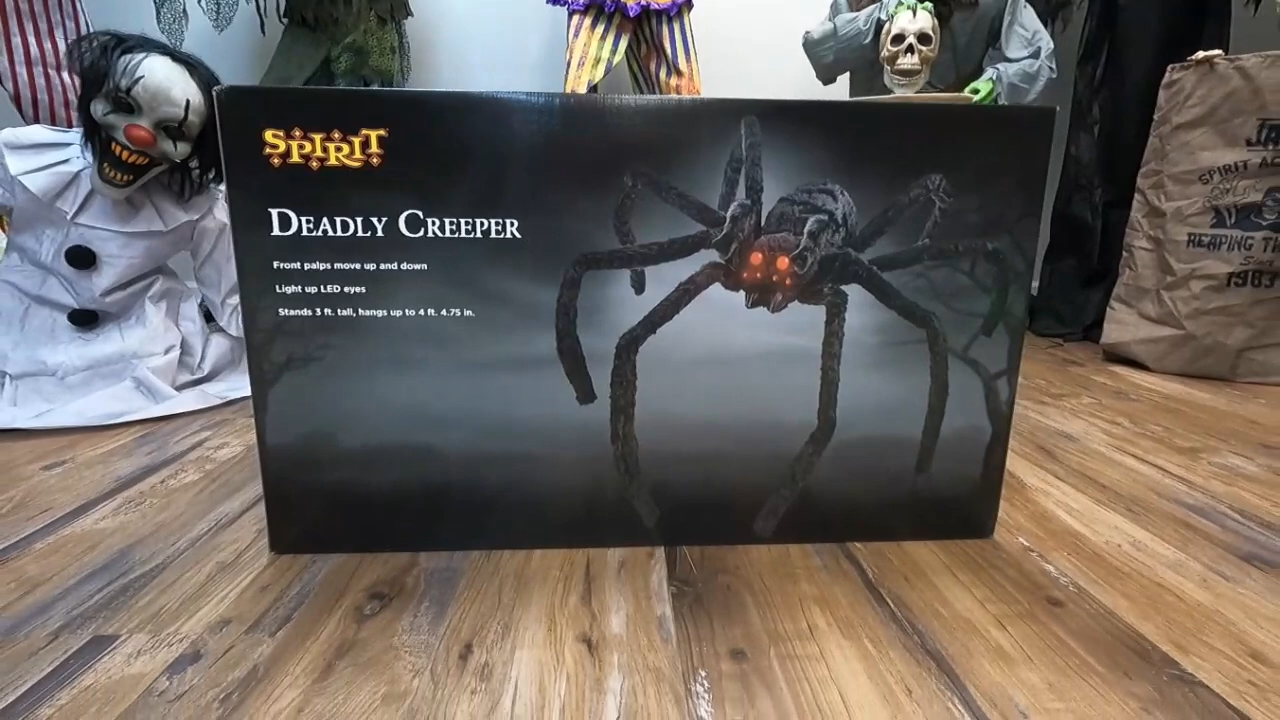 SPIRIT
DEADLY CREEPER
Front palps move up and down
Light up LED eyes
Stands 3 ft. tall, hangs up to 4 ft. 4.75 in.
SPIRIT
REAPING
1983